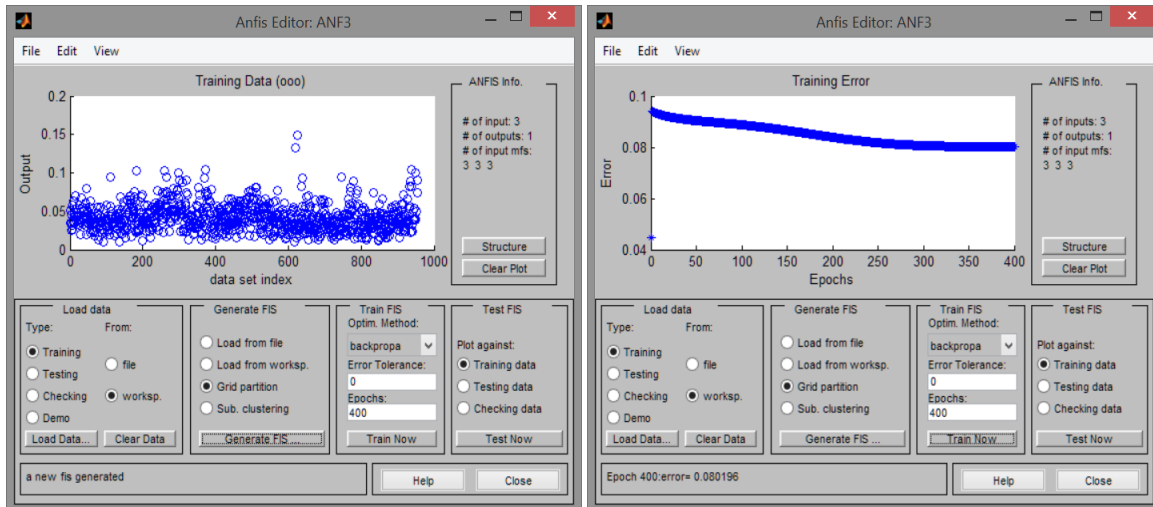 Anfis Editor: ANF3
File Edit View
Training Data (ooo)
0.2
0.15
0.1
0.05
0
Output
0 200 400 600 800 1000
data set index
ANFIS Info.
# of input: 3
# of outputs: 1
# of input mfs:
3 3 3
Structure
Clear Plot
Load data
Type: From:
Training
Testing
Checking
Demo
file
worksp.
Load Data... Clear Data
Generate FIS
Load from file
Load from worksp.
Grid partition
Sub. clustering
Generate FIS ...
Train FIS
Optim. Method:
backpropa
Error Tolerance:
0
Epochs:
400
Train Now
Test FIS
Plot against:
Training data
Testing data
Checking data
Test Now
a new fis generated
Help Close
Anfis Editor: ANF3
File Edit View
Training Error
0.1
0.08
0.06
0.04
Error
0 50 100 150 200 250 300 350 400
Epochs
ANFIS Info.
# of inputs: 3
# of outputs: 1
# of input mfs:
3 3 3
Structure
Clear Plot
Load data
Type: From:
Training
Testing
Checking
Demo
file
worksp.
Load Data... Clear Data
Generate FIS
Load from file
Load from worksp.
Grid partition
Sub. clustering
Generate FIS ...
Train FIS
Optim. Method:
backpropa
Error Tolerance:
0
Epochs:
400
Train Now
Test FIS
Plot against:
Training data
Testing data
Checking data
Test Now
Epoch 400:error= 0.080196
Help Close